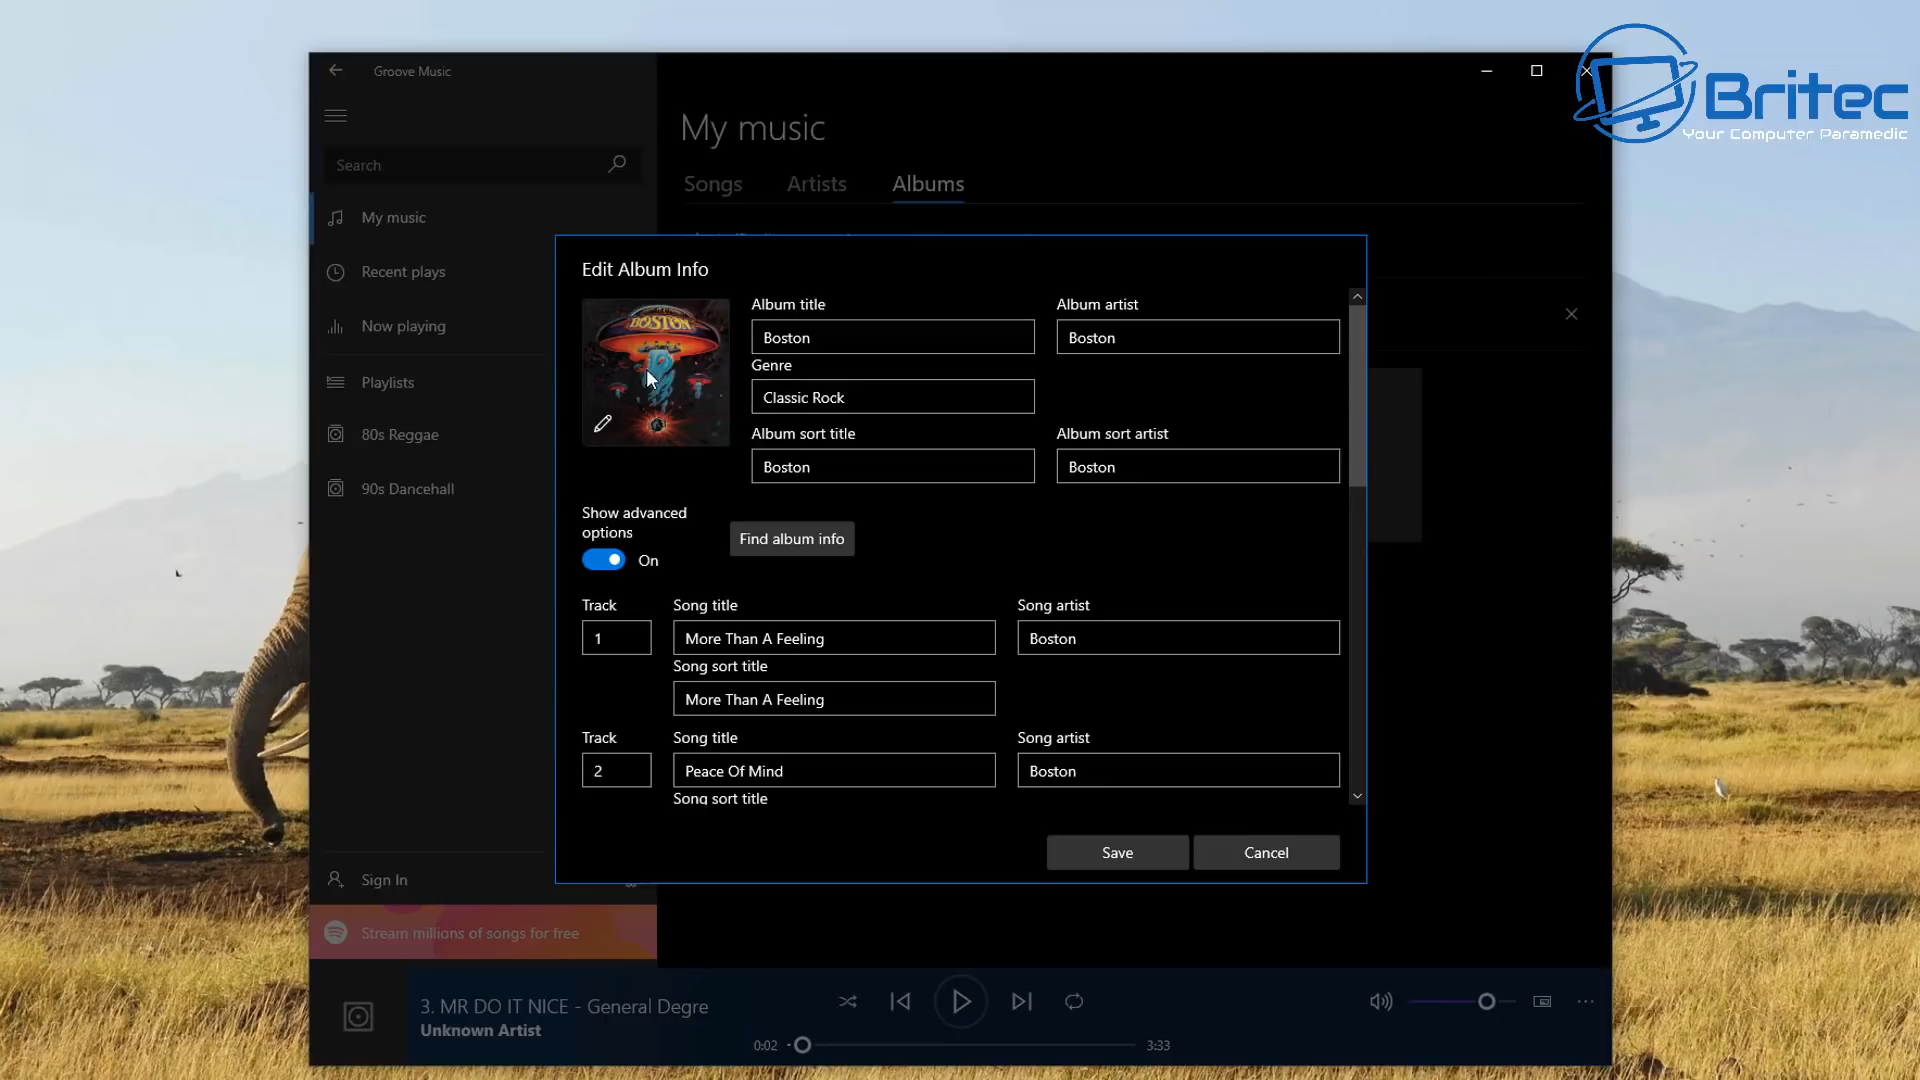 Groove Music
Britec
Your Computer Paramedic
My music
Search
Songs
Artists
Albums
My music
Recent plays
Now playing
Playlists
80s Reggae
90s Dancehall
Edit Album Info
BOSTON
Album title
Album artist
Boston
Boston
Genre
Classic Rock
Album sort title
Album sort artist
Boston
Boston
Show advanced
options
On
Find album info
Track
Song title
Song artist
1
More Than A Feeling
Boston
Song sort title
More Than A Feeling
Track
Song title
Song artist
2
Peace Of Mind
Boston
Song sort title
Save
Cancel
Sign In
Stream millions of songs for free
3. MR DO IT NICE - General Degre
Unknown Artist
0:02
3:33